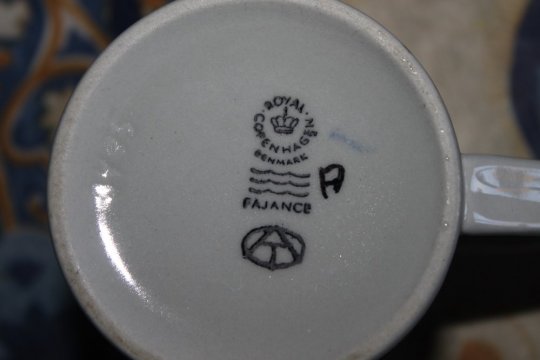 ROYAL
COPENHAGEN
DENMARK
A
FAJANCE